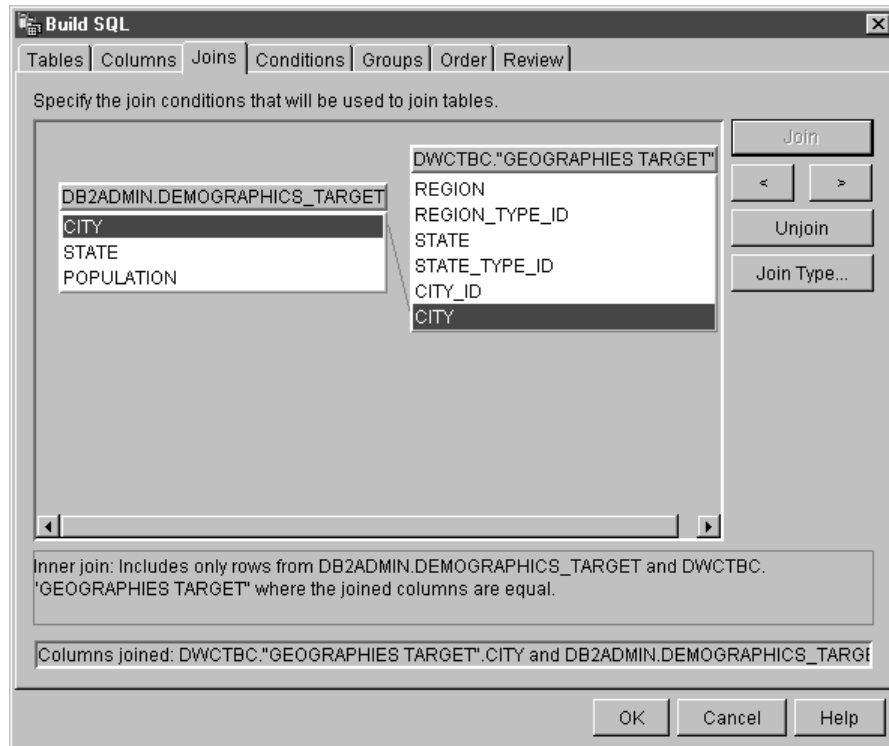 Build SQL
Tables Columns Joins Conditions Groups Order Review
Specify the join conditions that will be used to join tables.
DB2ADMIN.DEMOGRAPHICS_TARGET
CITY
STATE
POPULATION
DWCTBC."GEOGRAPHIES TARGET"
REGION
REGION_TYPE_ID
STATE
STATE_TYPE_ID
CITY_ID
CITY
Join
< >
Unjoin
Join Type...
Inner join: Includes only rows from DB2ADMIN.DEMOGRAPHICS_TARGET and DWCTBC.
'GEOGRAPHIES TARGET" where the joined columns are equal.
Columns joined: DWCTBC."GEOGRAPHIES TARGET".CITY and DB2ADMIN.DEMOGRAPHICS_TARGE
OK Cancel Help